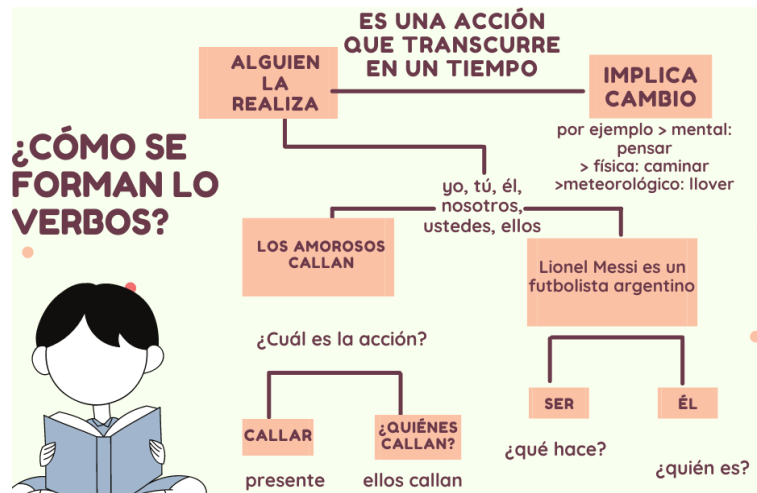 ES UNA ACCIÓN
QUE TRANSCURRE
EN UN TIEMPO
ALGUIEN
LA
REALIZA
IMPLICA
CAMBIO
por ejemplo > mental:
pensar
> física: caminar
>meteorológico: llover
¿CÓMO SE
FORMAN LO
VERBOS?
yo, tú, él,
nosotros,
ustedes, ellos
LOS AMOROSOS
CALLAN
Lionel Messi es un
futbolista argentino
¿Cuál es la acción?
CALLAR
¿QUIÉNES
CALLAN?
SER
ÉL
presente
ellos callan
¿qué hace?
¿quién es?